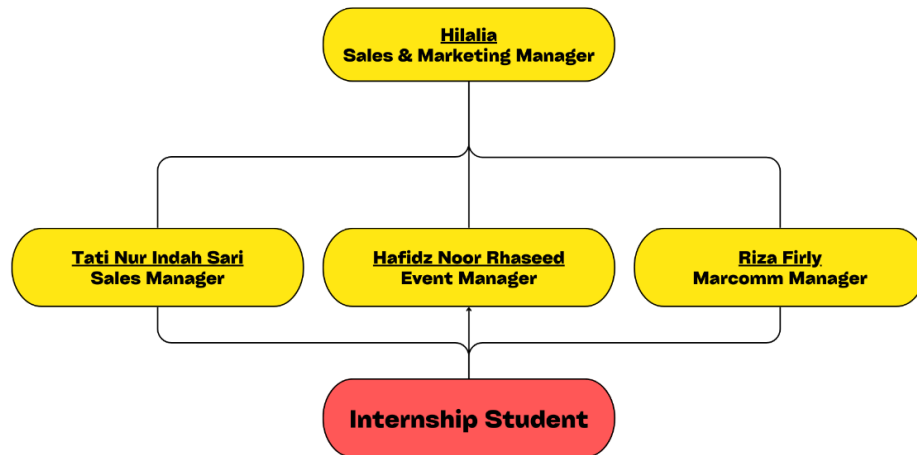 Hilalia
Sales & Marketing Manager
Tati Nur Indah Sari
Sales Manager
Hafidz Noor Rhaseed
Event Manager
Riza Firly
Marcomm Manager
Internship Student